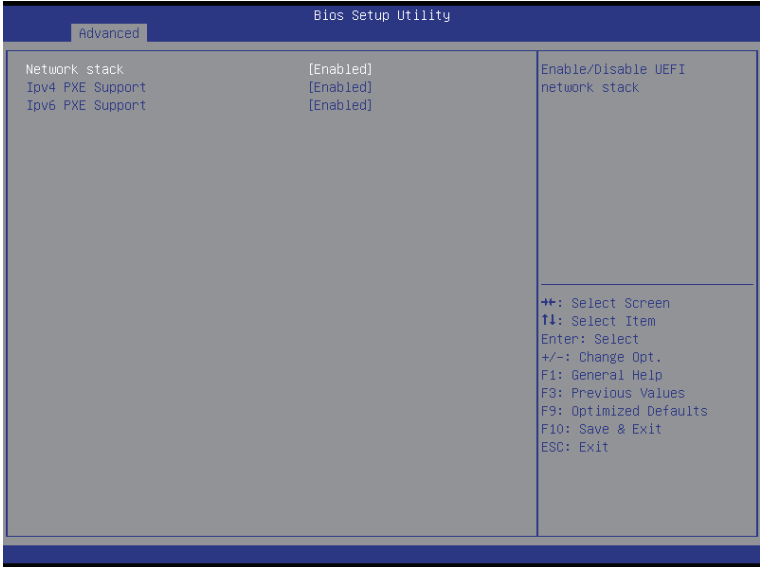 Bios Setup Utility
Advanced
Network stack [Enabled]
Ipv4 PXE Support [Enabled]
Ipv6 PXE Support [Enabled]
Enable/Disable UEFI
network stack
→←: Select Screen
↑↓: Select Item
Enter: Select
+/-: Change Opt.
F1: General Help
F3: Previous Values
F9: Optimized Defaults
F10: Save & Exit
ESC: Exit